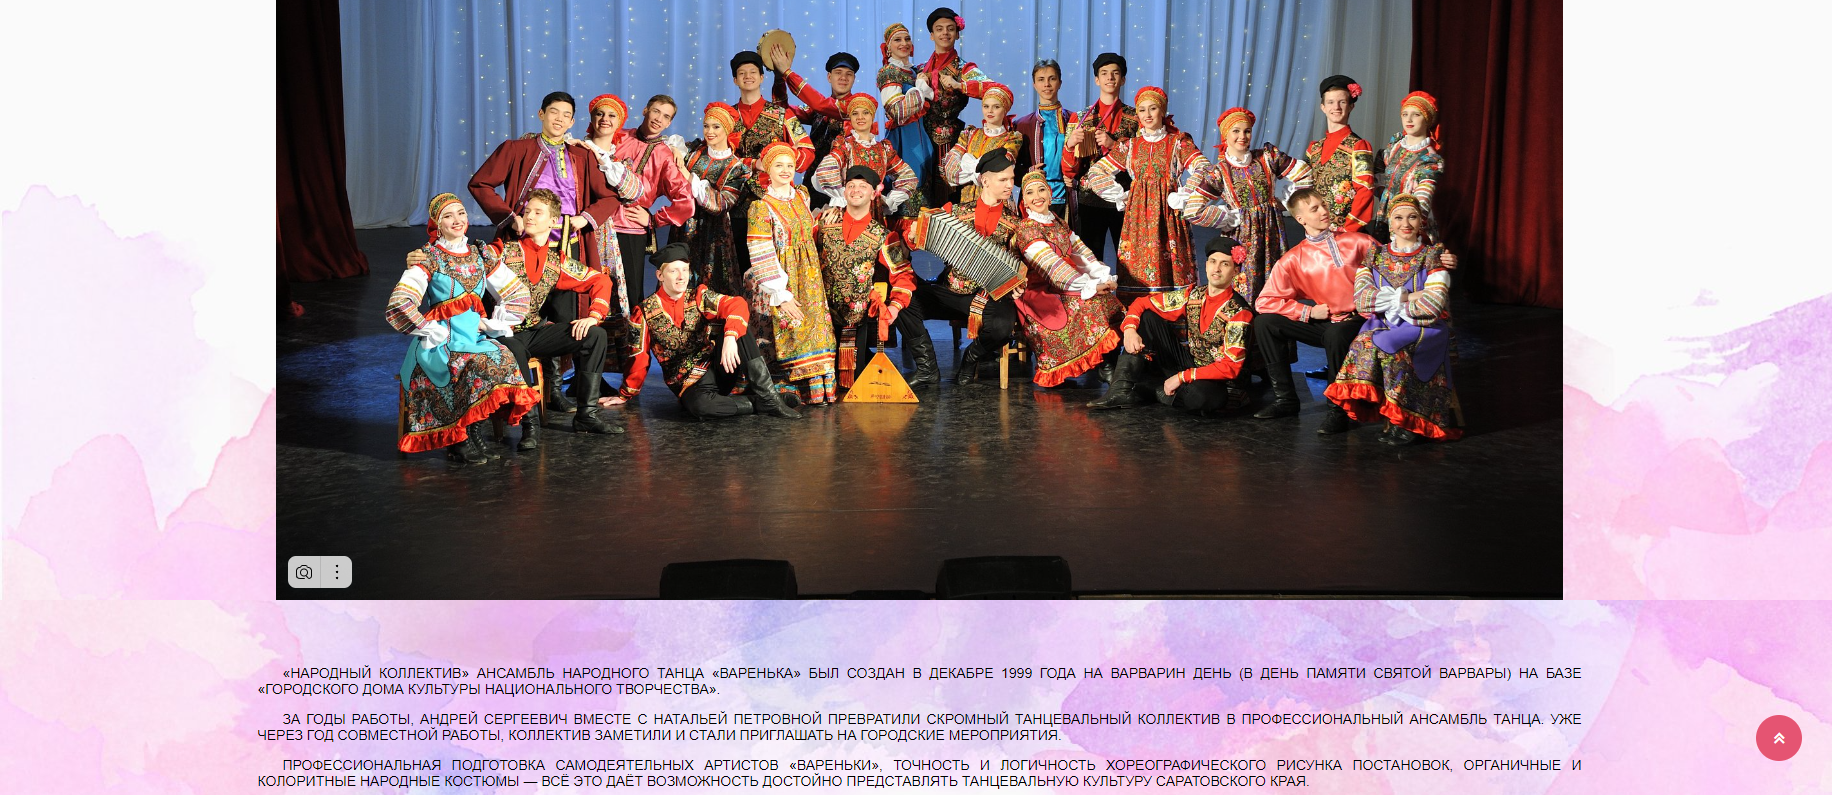 «НАРОДНЫЙ КОЛЛЕКТИВ» АНСАМБЛЬ НАРОДНОГО ТАНЦА «ВАРЕНЬКА» БЫЛ СОЗДАН В ДЕКАБРЕ 1999 ГОДА НА ВАРВАРИН ДЕНЬ (В ДЕНЬ ПАМЯТИ СВЯТОЙ ВАРВАРЫ) НА БАЗЕ
«ГОРОДСКОГО ДОМА КУЛЬТУРЫ НАЦИОНАЛЬНОГО ТВОРЧЕСТВА».
ЗА ГОДЫ РАБОТЫ, АНДРЕЙ СЕРГЕЕВИЧ ВМЕСТЕ С НАТАЛЬЕЙ ПЕТРОВНОЙ ПРЕВРАТИЛИ СКРОМНЫЙ ТАНЦЕВАЛЬНЫЙ КОЛЛЕКТИВ В ПРОФЕССИОНАЛЬНЫЙ АНСАМБЛЬ ТАНЦА. УЖЕ
ЧЕРЕЗ ГОД СОВМЕСТНОЙ РАБОТЫ, КОЛЛЕКТИВ ЗАМЕТИЛИ И СТАЛИ ПРИГЛАШАТЬ НА ГОРОДСКИЕ МЕРОПРИЯТИЯ.
ПРОФЕССИОНАЛЬНАЯ ПОДГОТОВКА САМОДЕЯТЕЛЬНЫХ АРТИСТОВ «ВАРЕНЬКИ», ТОЧНОСТЬ И ЛОГИЧНОСТЬ ХОРЕОГРАФИЧЕСКОГО РИСУНКА ПОСТАНОВОК, ОРГАНИЧНЫЕ И
КОЛОРИТНЫЕ НАРОДНЫЕ КОСТЮМЫ — ВСЁ ЭТО ДАЁТ ВОЗМОЖНОСТЬ ДОСТОЙНО ПРЕДСТАВЛЯТЬ ТАНЦЕВАЛЬНУЮ КУЛЬТУРУ САРАТОВСКОГО КРАЯ.